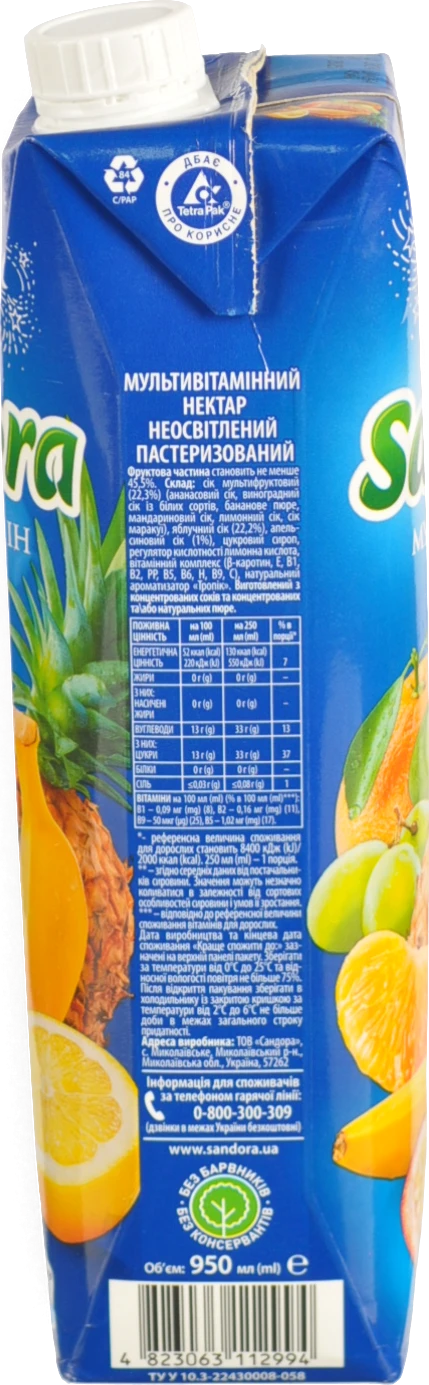 84
C/PAP
ДБАЄ
ПРО КОРИСНЕ
Tetra Pak®
ra
ІН
Sa
М
МУЛЬТИВІТАМІННИЙ
НЕКТАР
НЕОСВІТЛЕНИЙ
ПАСТЕРИЗОВАНИЙ
Фруктова частина становить не менше
45,5%. Склад: сік мультифруктовий
(22,3%) (ананасовий сік, виноградний
сік із білих сортів, бананове пюре,
мандариновий сік, лимонний сік, сік
маракуї), яблучний сік (22,2%), апель-
синовий сік (1%), цукровий сироп,
регулятор кислотності лимонна кислота,
вітамінний комплекс (β-каротин, Е, В1,
В2, РР, В5, В6, Н, В9, С), натуральний
ароматизатор «Тропік». Виготовлений з
концентрованих соків та концентрованих
та\або натуральних пюре.
ПОЖИВНА ЦІННІСТЬ на 100 мл (ml) на 250 мл (ml) % в порції*
ЕНЕРГЕТИЧНА ЦІННІСТЬ 52 ккал (kcal) 220 кДж (kJ) 130 ккал (kcal) 550 кДж (kJ) 7
ЖИРИ 0 г (g) 0 г (g) –
З НИХ: НАСИЧЕНІ ЖИРИ 0 г (g) 0 г (g) –
ВУГЛЕВОДИ 13 г (g) 33 г (g) 13
З НИХ: ЦУКРИ 13 г (g) 33 г (g) 37
БІЛКИ 0 г (g) 0 г (g) –
СІЛЬ ≤0,03 г (g) ≤0,08 г (g) 1
ВІТАМІНИ на 100 мл (ml) (% в 100 мл (ml)***):
В1 – 0,09 мг (mg) (8), В2 – 0,16 мг (mg) (11),
В9 – 50 мкг (µg) (25), В5 – 1,02 мг (mg) (17).
*- референсна величина споживання
для дорослих становить 8400 кДж (kJ)/
2000 ккал (kcal). 250 мл (ml) – 1 порція.
** – згідно середніх даних від постачальни-
ків сировини. Значення можуть незначно
коливатися в залежності від сортових
особливостей сировини і умов її зростання.
*** – відповідно до референсної величини
споживання вітамінів для дорослих.
Дата виробництва та кінцева дата
споживання «Краще спожити до:» зазна-
чені на верхній панелі пакету. Зберігати
за температури від 0°С до 25°С та від-
носної вологості повітря не більше 75%.
Після відкриття пакування зберігати в
холодильнику із закритою кришкою за
температури від 2°С до 6°С не більше
доби в межах загального строку
придатності.
Адреса виробника: ТОВ «Сандора»,
с. Миколаївське, Миколаївський р-н.,
Миколаївська обл., Україна, 57262
Інформація для споживачів
за телефоном гарячої лінії:
0-800-300-309
(дзвінки в межах України безкоштовні)
www.sandora.ua
БЕЗ БАРВНИКІВ
БЕЗ КОНСЕРВАНТІВ
Об'єм: 950 мл (ml) ℮
4 823063 112994
ТУ У 10.3-22430008-058